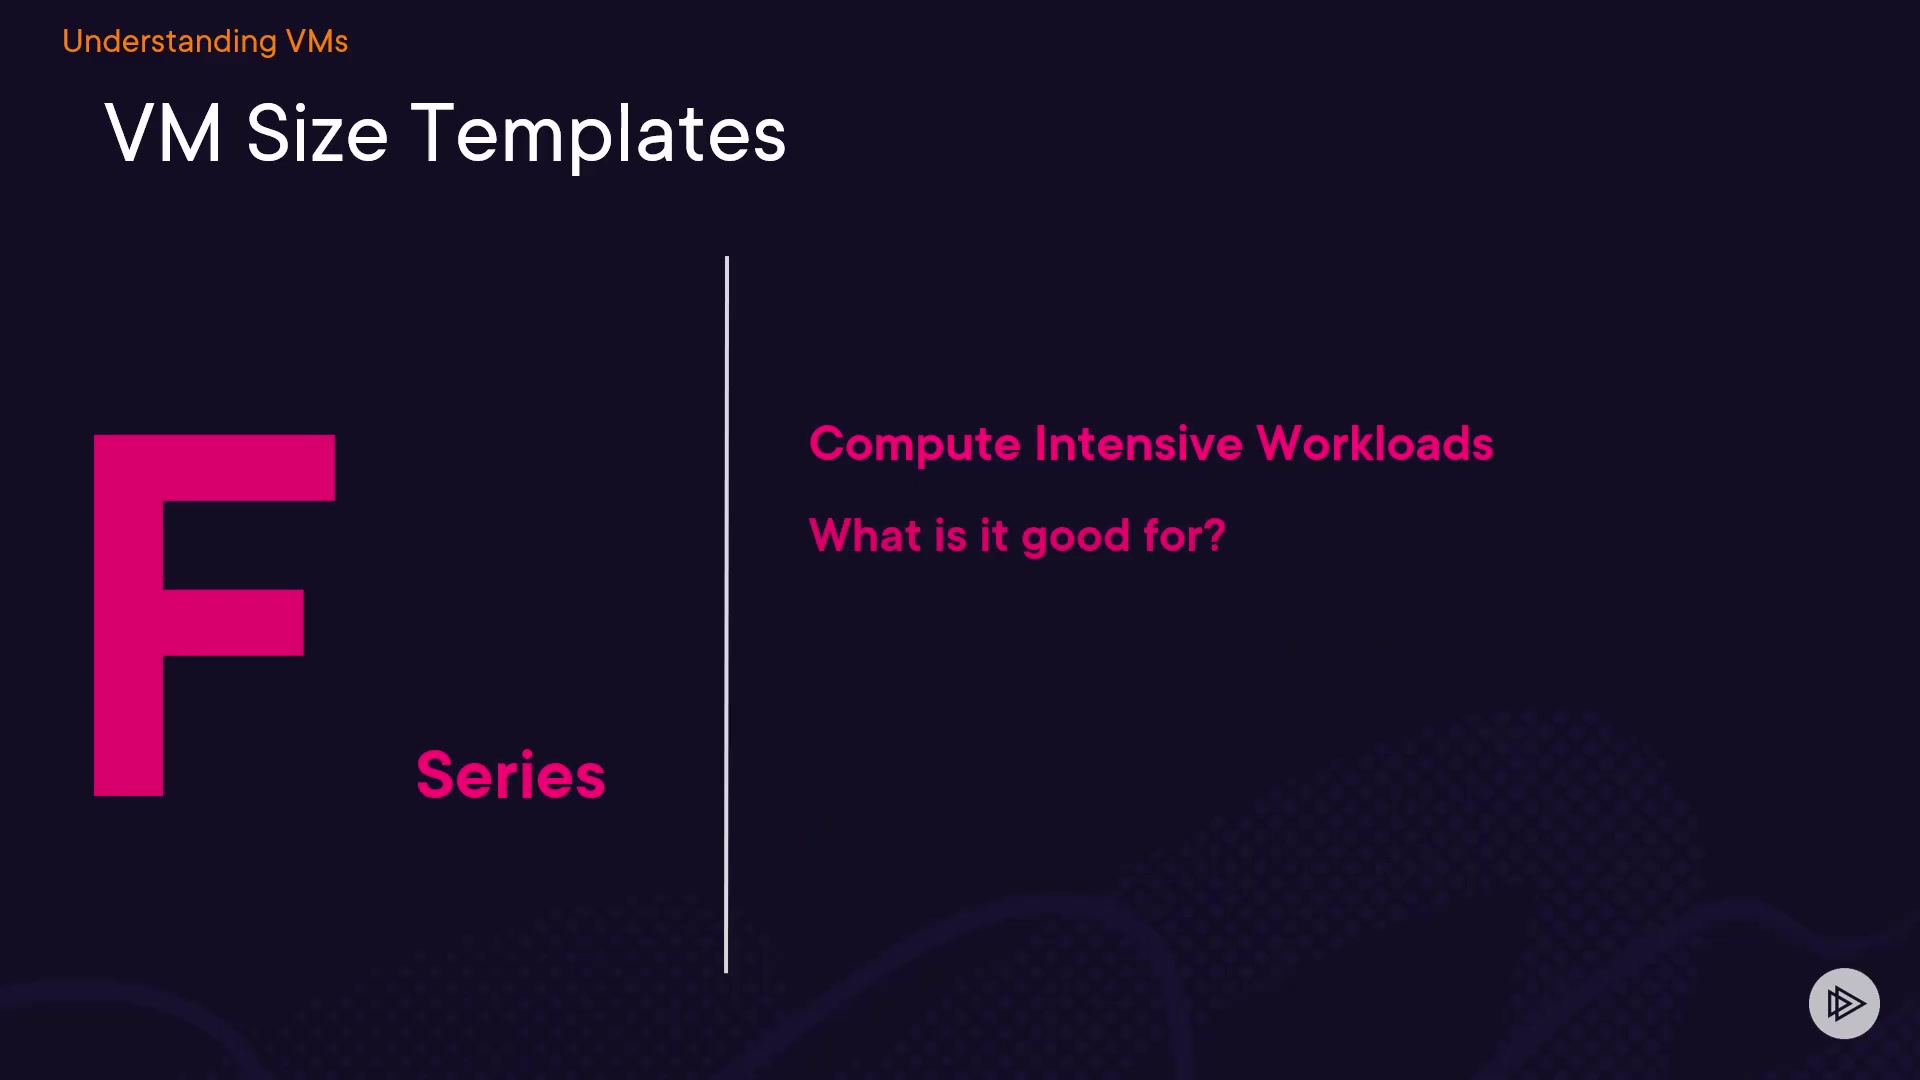 Understanding VMs
VM Size Templates
F
Series
Compute Intensive Workloads
What is it good for?